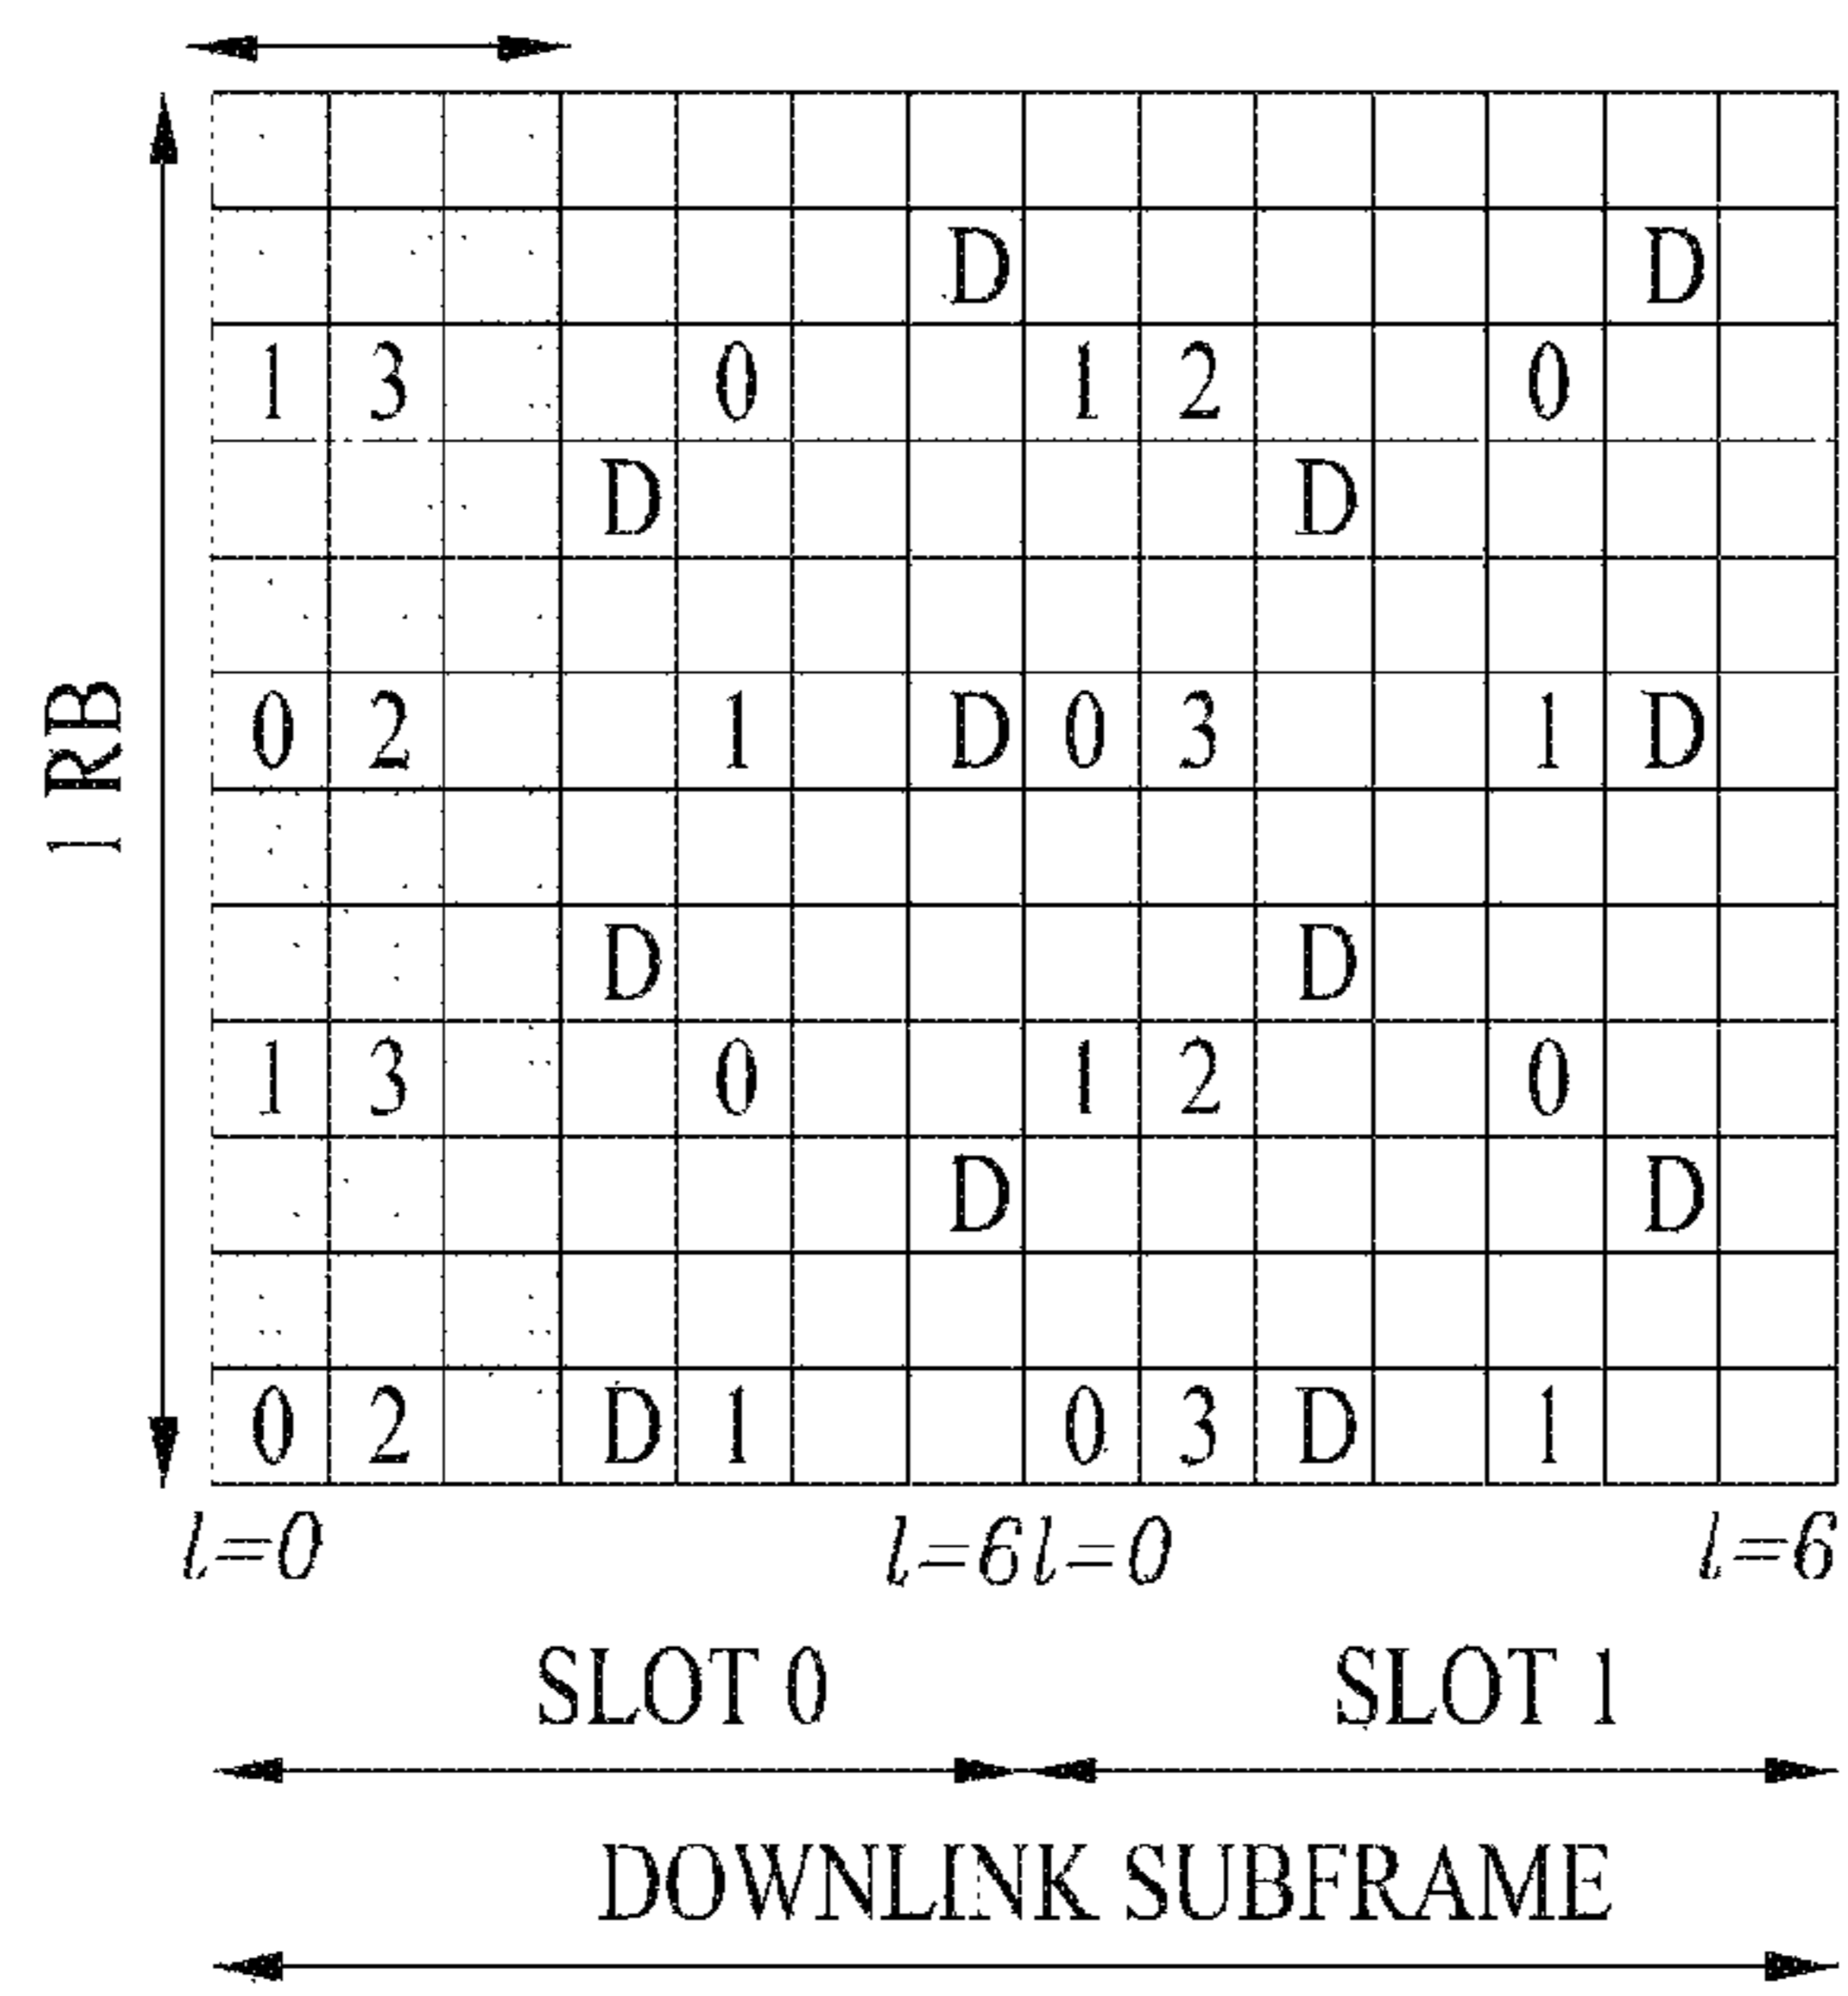 D D
1 3 0 1 2 0
D D
1 RB
0 2 1 D 0 3 1 D
D D
1 3 0 1 2 0
D D
0 2 D 1 0 3 D 1
l=0 l=6 l=0 l=6
SLOT 0 SLOT 1
DOWNLINK SUBFRAME